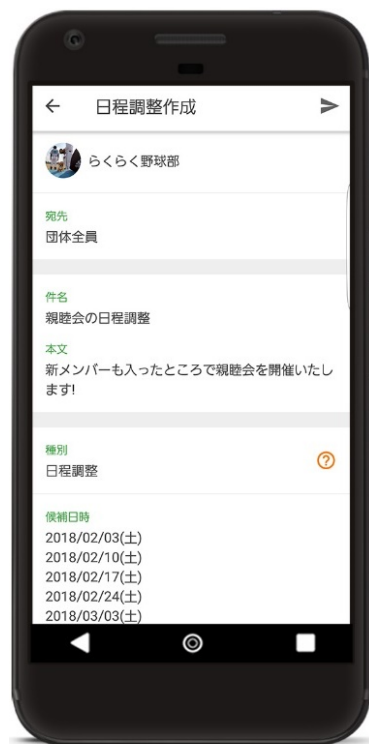 日程調整作成
らくらく野球部
宛先
団体全員
件名
親睦会の日程調整
本文
新メンバーも入ったところで親睦会を開催いたし
ます!
種別
日程調整
?
候補日時
2018/02/03(土)
2018/02/10(土)
2018/02/17(土)
2018/02/24(土)
2018/03/03(土)